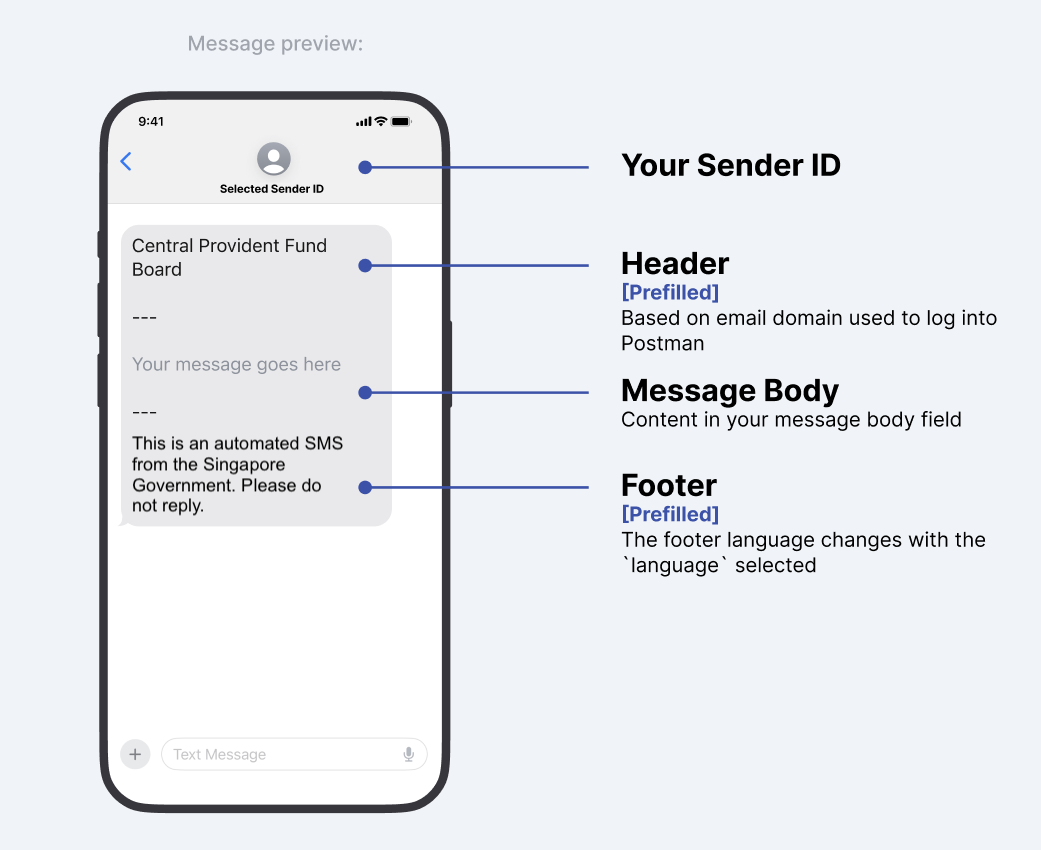 Message preview:
9:41
Selected Sender ID
Your Sender ID
Central Provident Fund
Board
---
Your message goes here
---
This is an automated SMS
from the Singapore
Government. Please do
not reply.
Header
[Prefilled]
Based on email domain used to log into
Postman
Message Body
Content in your message body field
Footer
[Prefilled]
The footer language changes with the
`language` selected
Text Message